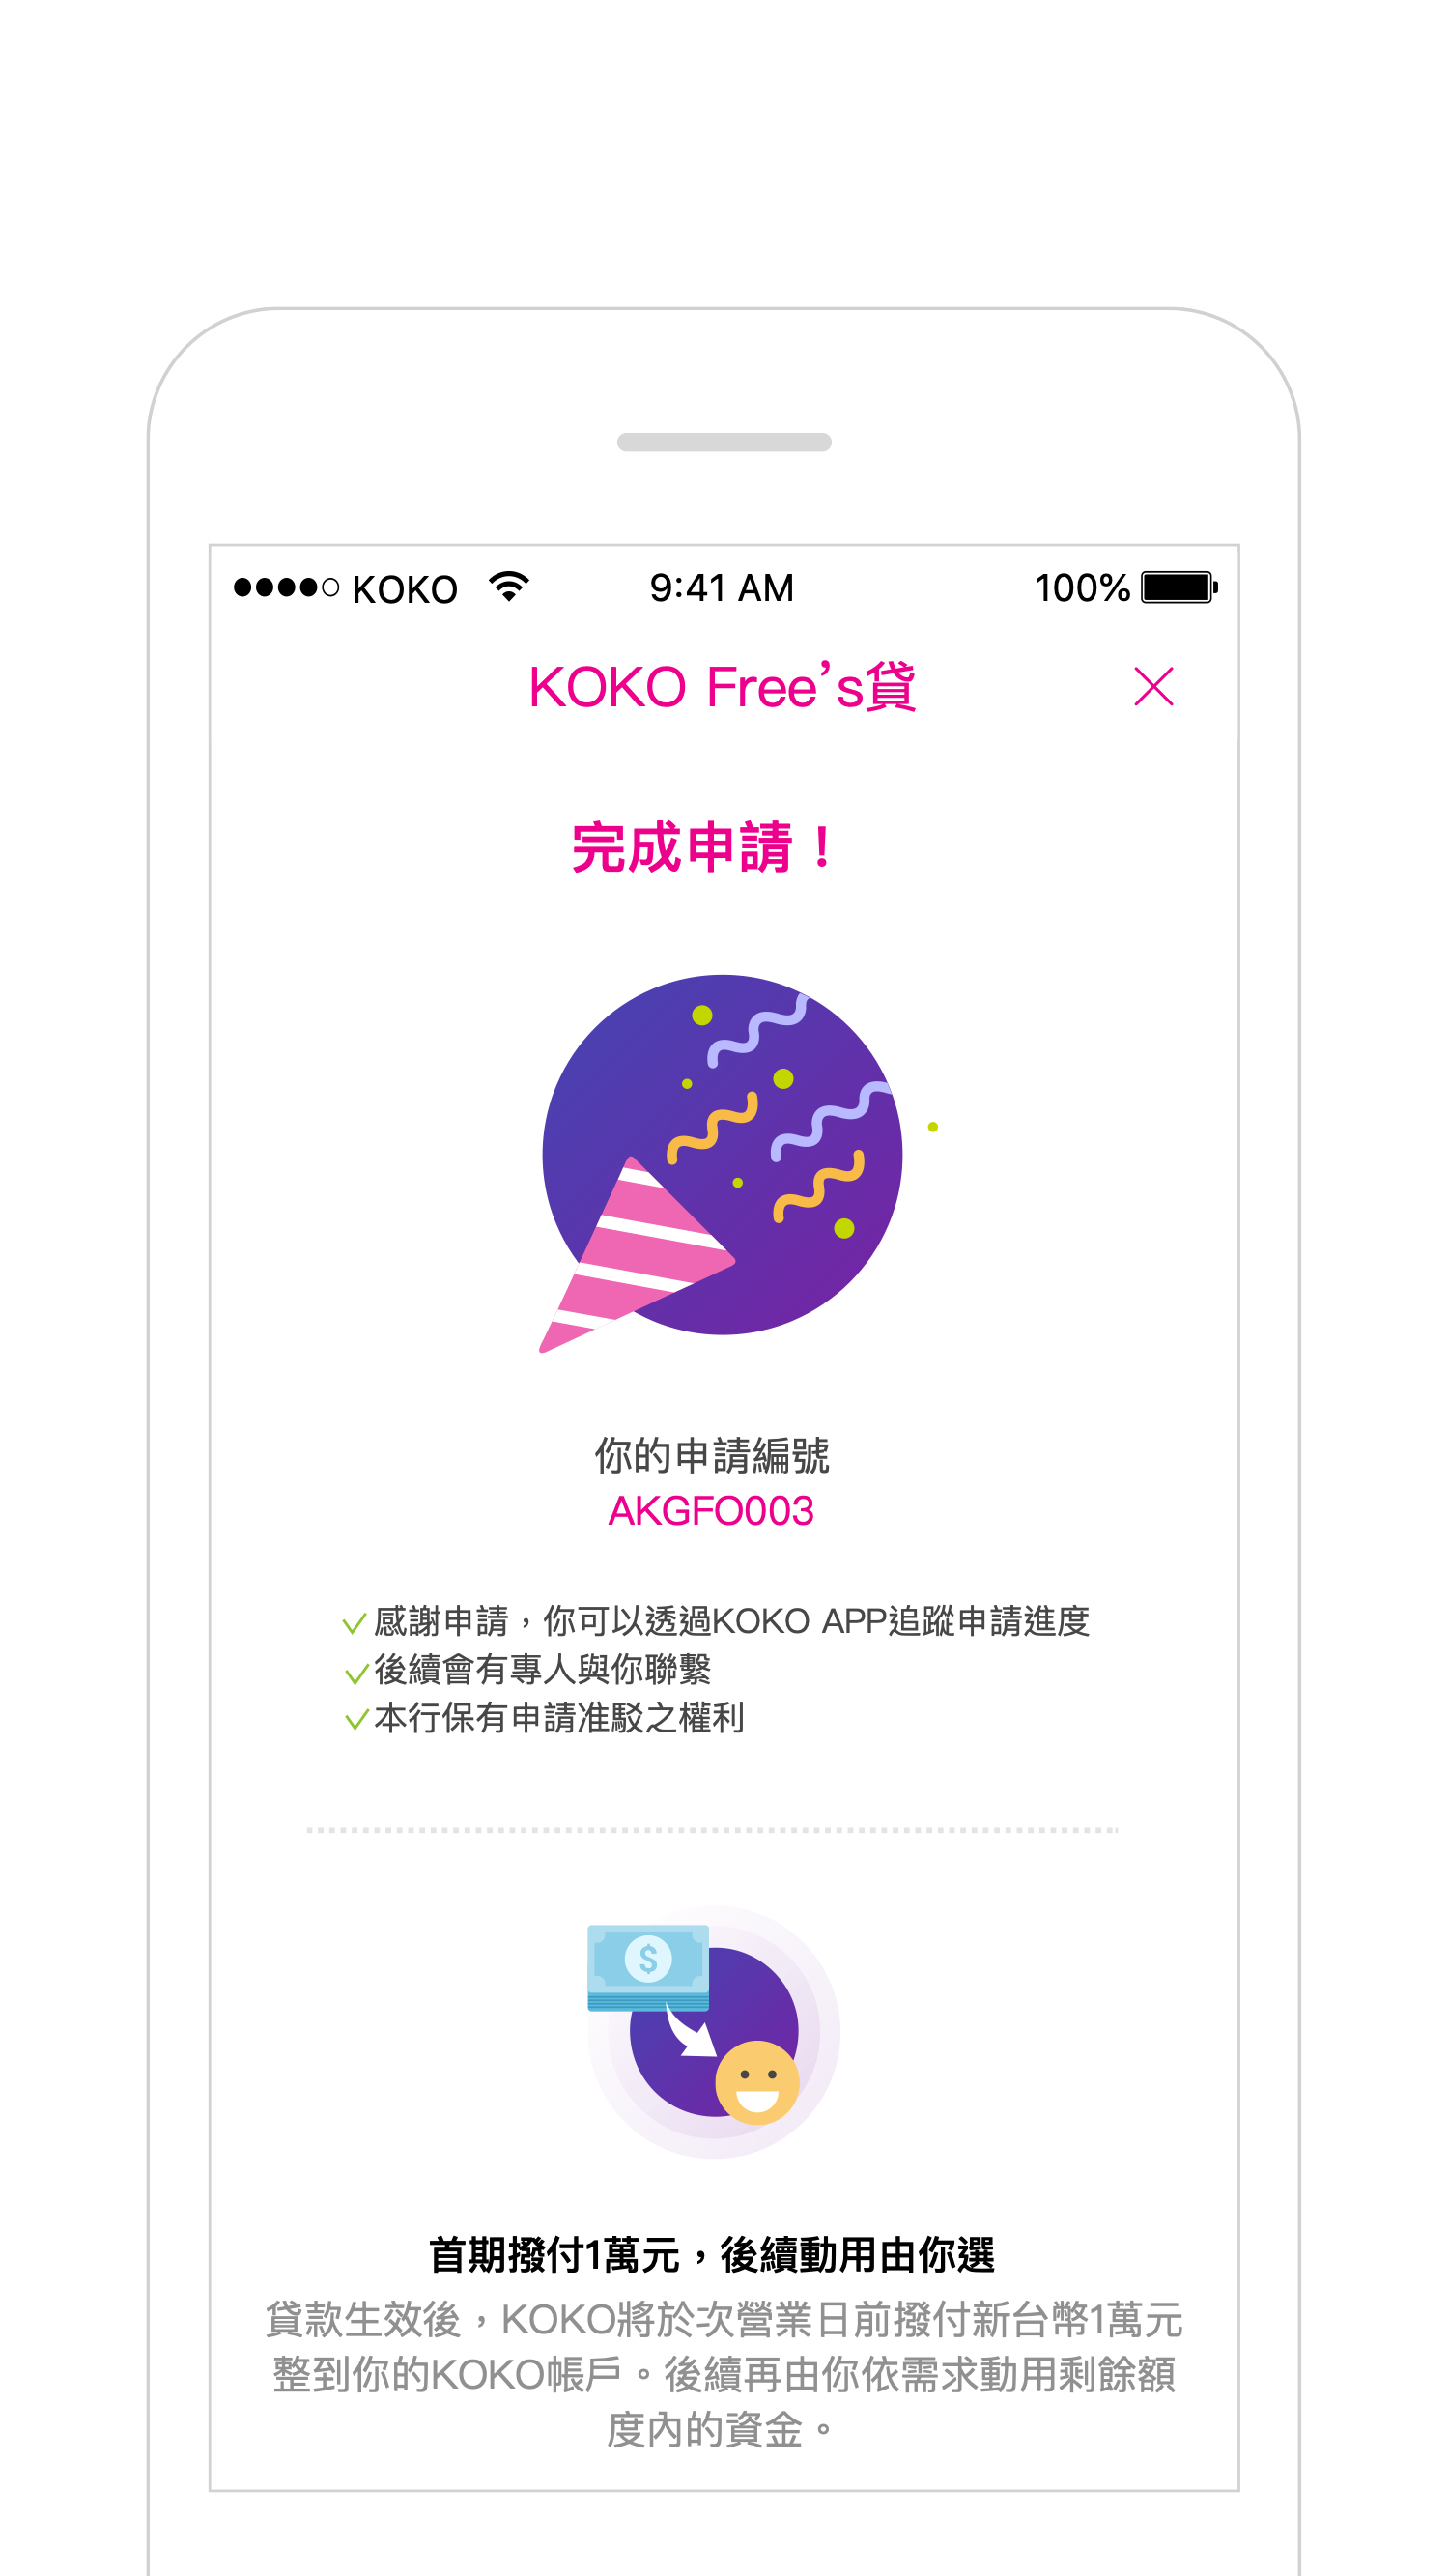 KOKO 9:41 AM 100%
KOKO Free’s貸
完成申請！
你的申請編號
AKGFO003
感謝申請，你可以透過KOKO APP追蹤申請進度
後續會有專人與你聯繫
本行保有申請准駁之權利
$
首期撥付1萬元，後續動用由你選
貸款生效後，KOKO將於次營業日前撥付新台幣1萬元
整到你的KOKO帳戶。後續再由你依需求動用剩餘額
度內的資金。